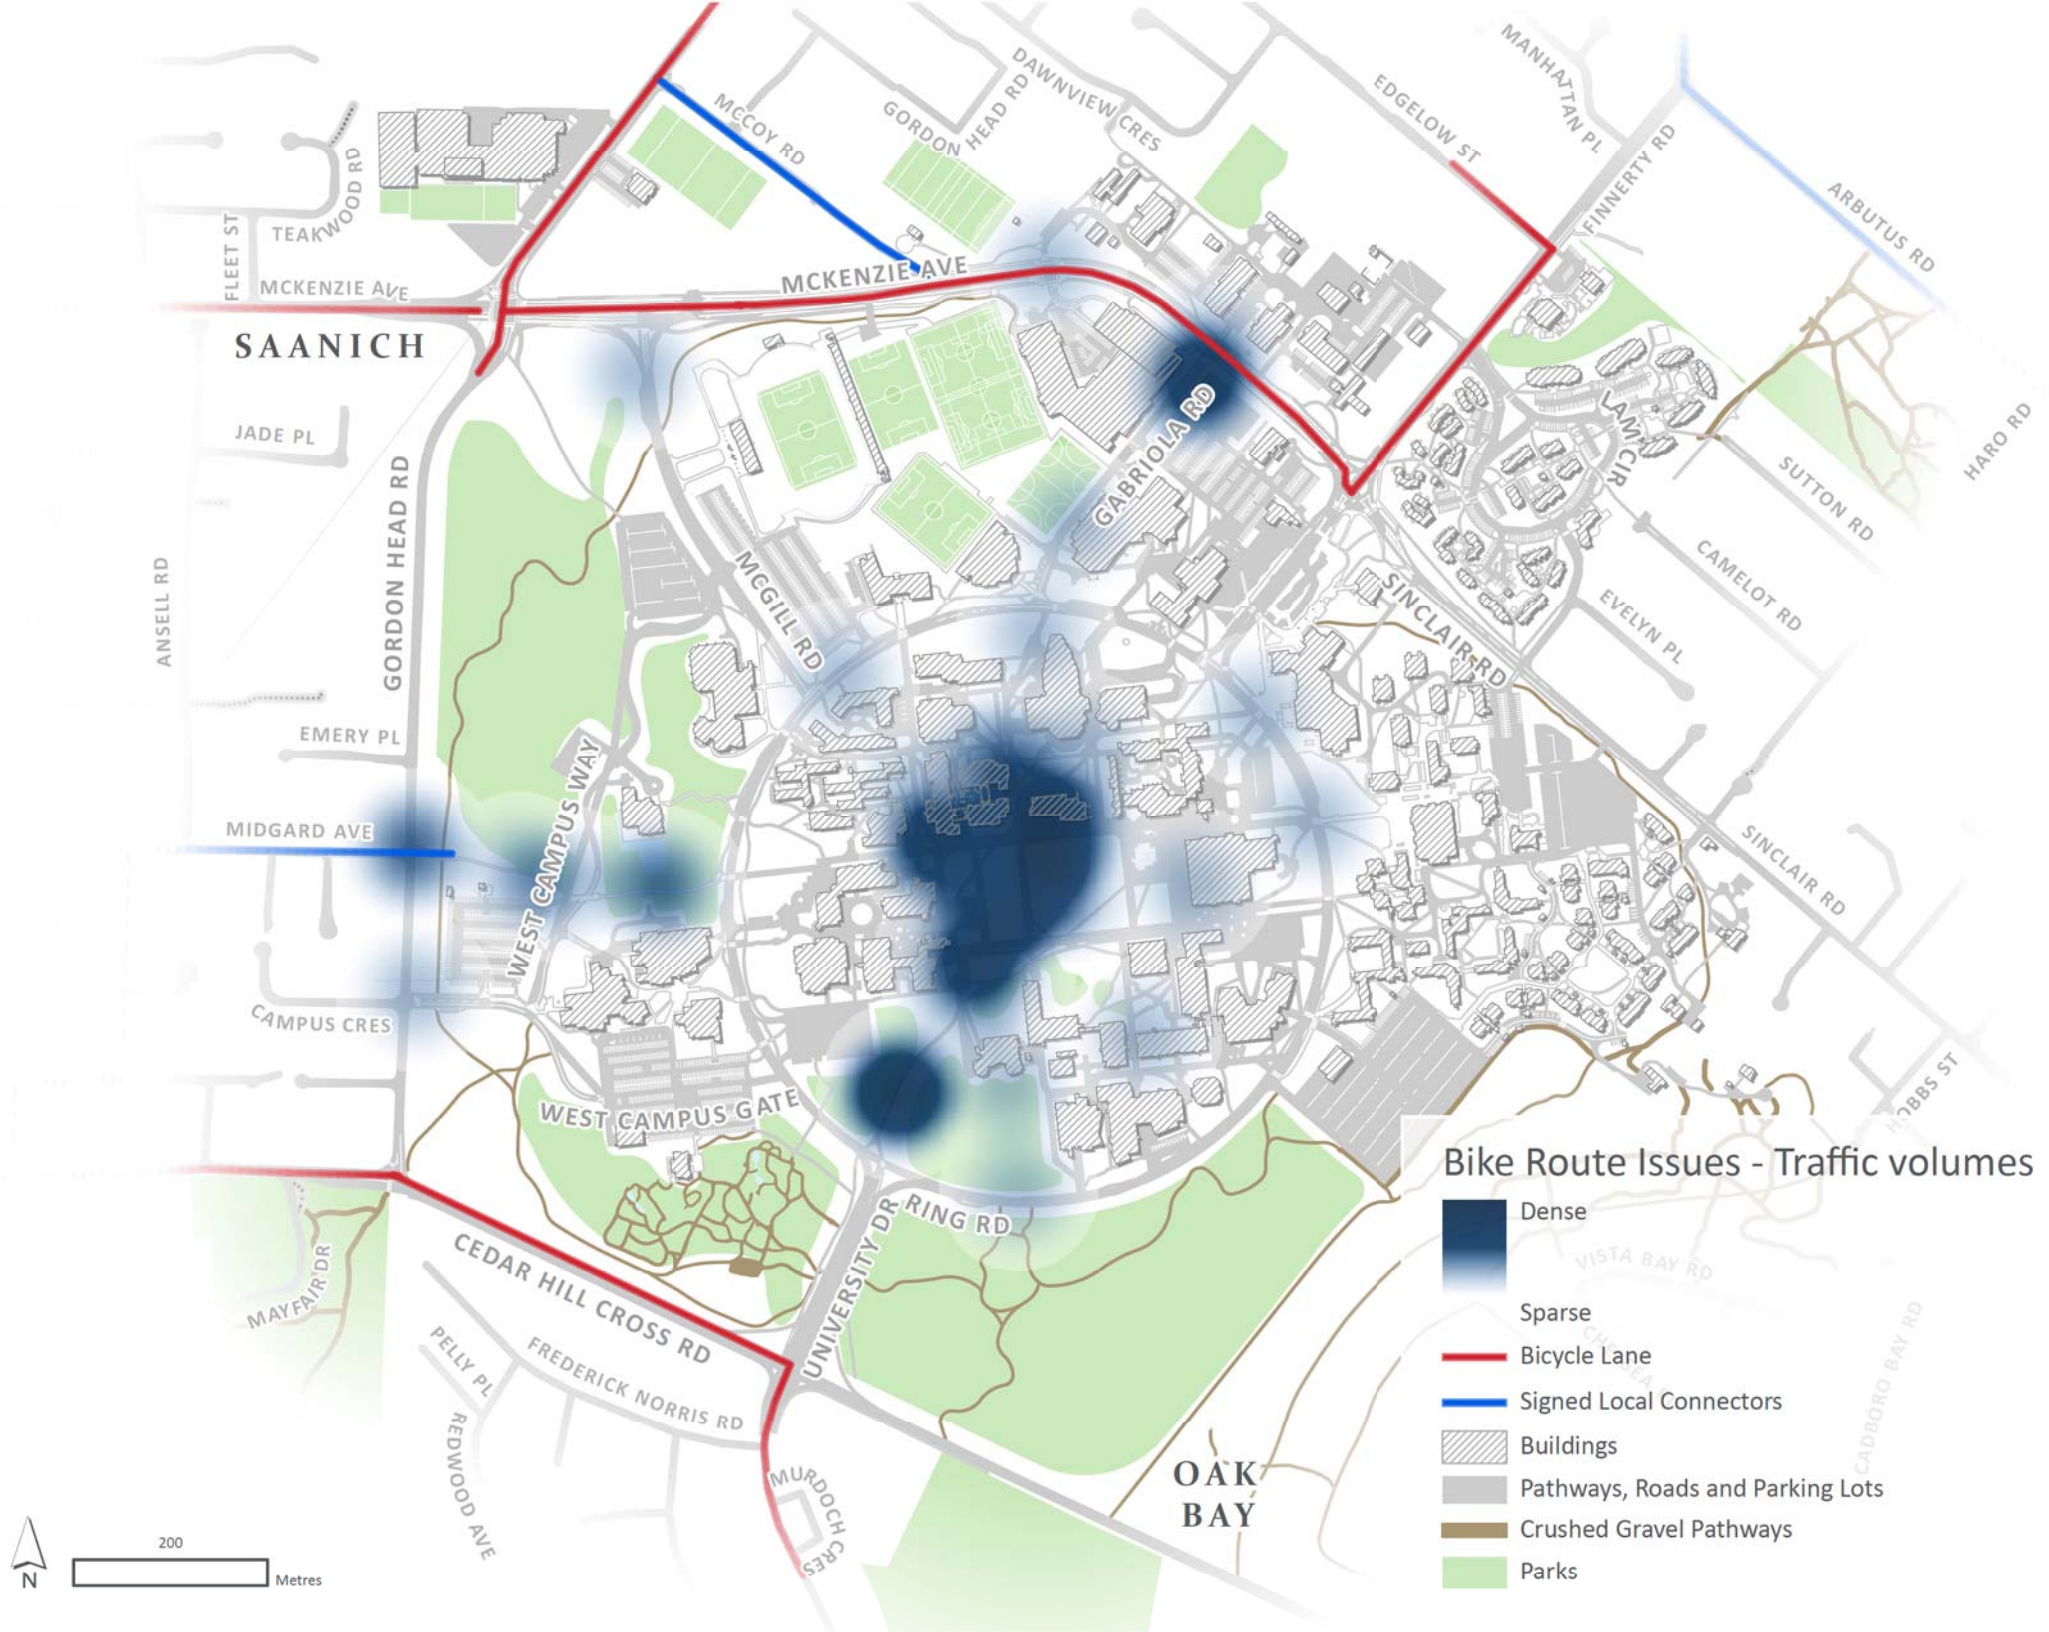 MANHATTAN PL
DAWNVIEW CRES
EDGELOW ST
MCCOY RD
GORDON HEAD RD
FINNERTY RD
ARBUTUS RD
TEAKWOOD RD
FLEET ST
MCKENZIE AVE
MCKENZIE AVE
SAANICH
JADE PL
GORDON HEAD RD
ANSELL RD
GABRIOLA RD
LAM CIR
HARO RD
SUTTON RD
CAMELOT RD
EVELYN PL
MCGILL RD
SINCLAIR RD
EMERY PL
MIDGARD AVE
WEST CAMPUS WAY
SINCLAIR RD
CAMPUS CRES
WEST CAMPUS GATE
HOBBS ST
RING RD
UNIVERSITY DR
MAYFAIR DR
CEDAR HILL CROSS RD
PELLY PL
FREDERICK NORRIS RD
REDWOOD AVE
MURDOCH CRES
OAK
BAY
VISTA BAY RD
CADBORO BAY RD
Bike Route Issues - Traffic volumes
Dense
Sparse
Bicycle Lane
Signed Local Connectors
Buildings
Pathways, Roads and Parking Lots
Crushed Gravel Pathways
Parks
N
200
Metres